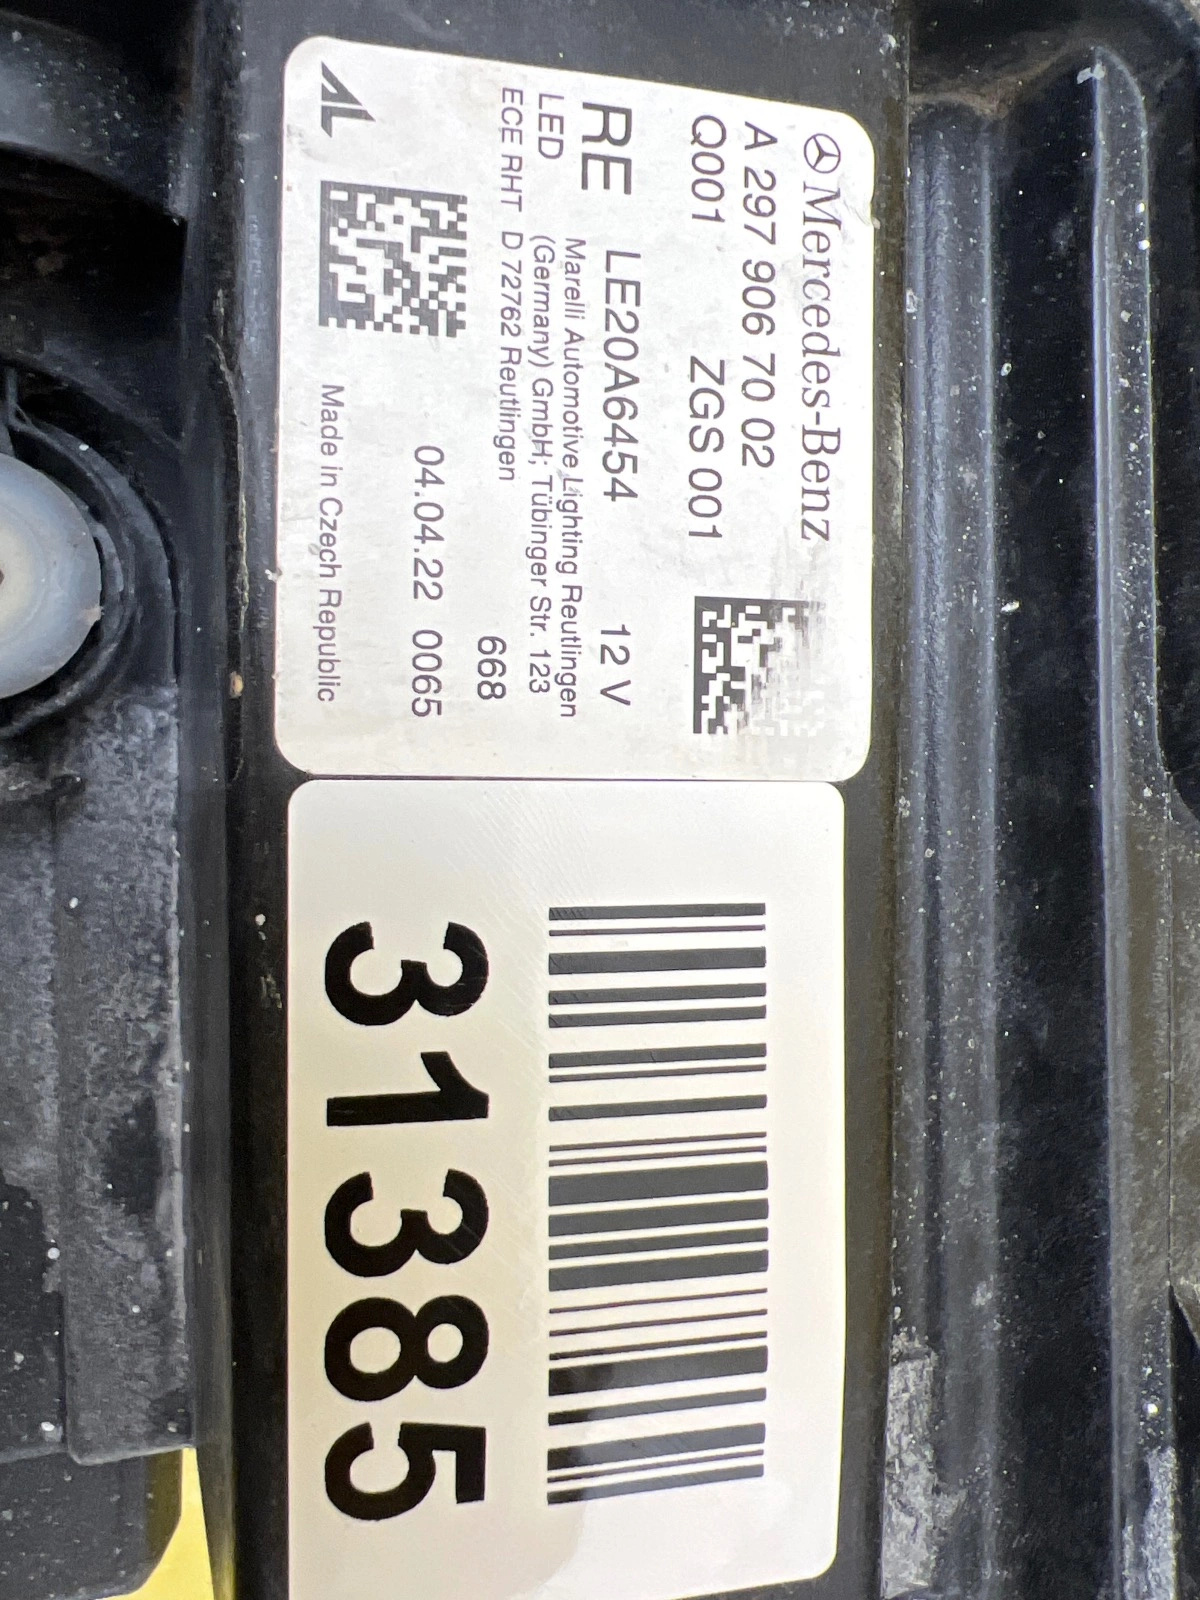 Mercedes-Benz
A 297 906 70 02
Q001 ZGS 001
RE LE20A6454 12 V
LED Marelli Automotive Lighting Reutlingen
(Germany) GmbH; Tübinger Str. 123
ECE RHT D 72762 Reutlingen
668
04.04.22 0065
Made in Czech Republic
AL
31385